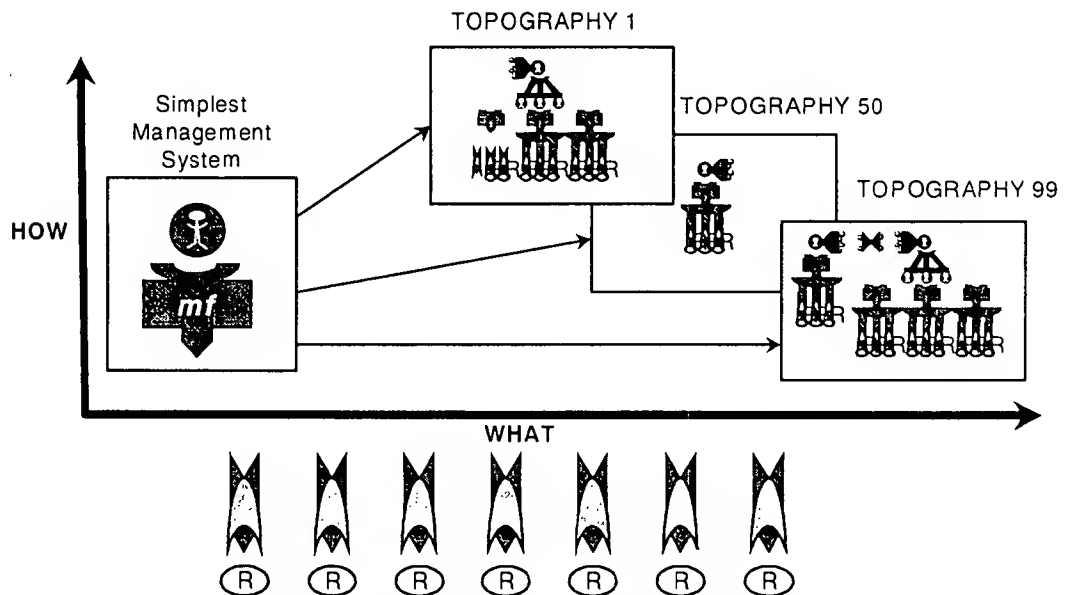 TOPOGRAPHY 1
Simplest
Management
System
TOPOGRAPHY 50
TOPOGRAPHY 99
HOW
mf
WHAT
R R R R R R R